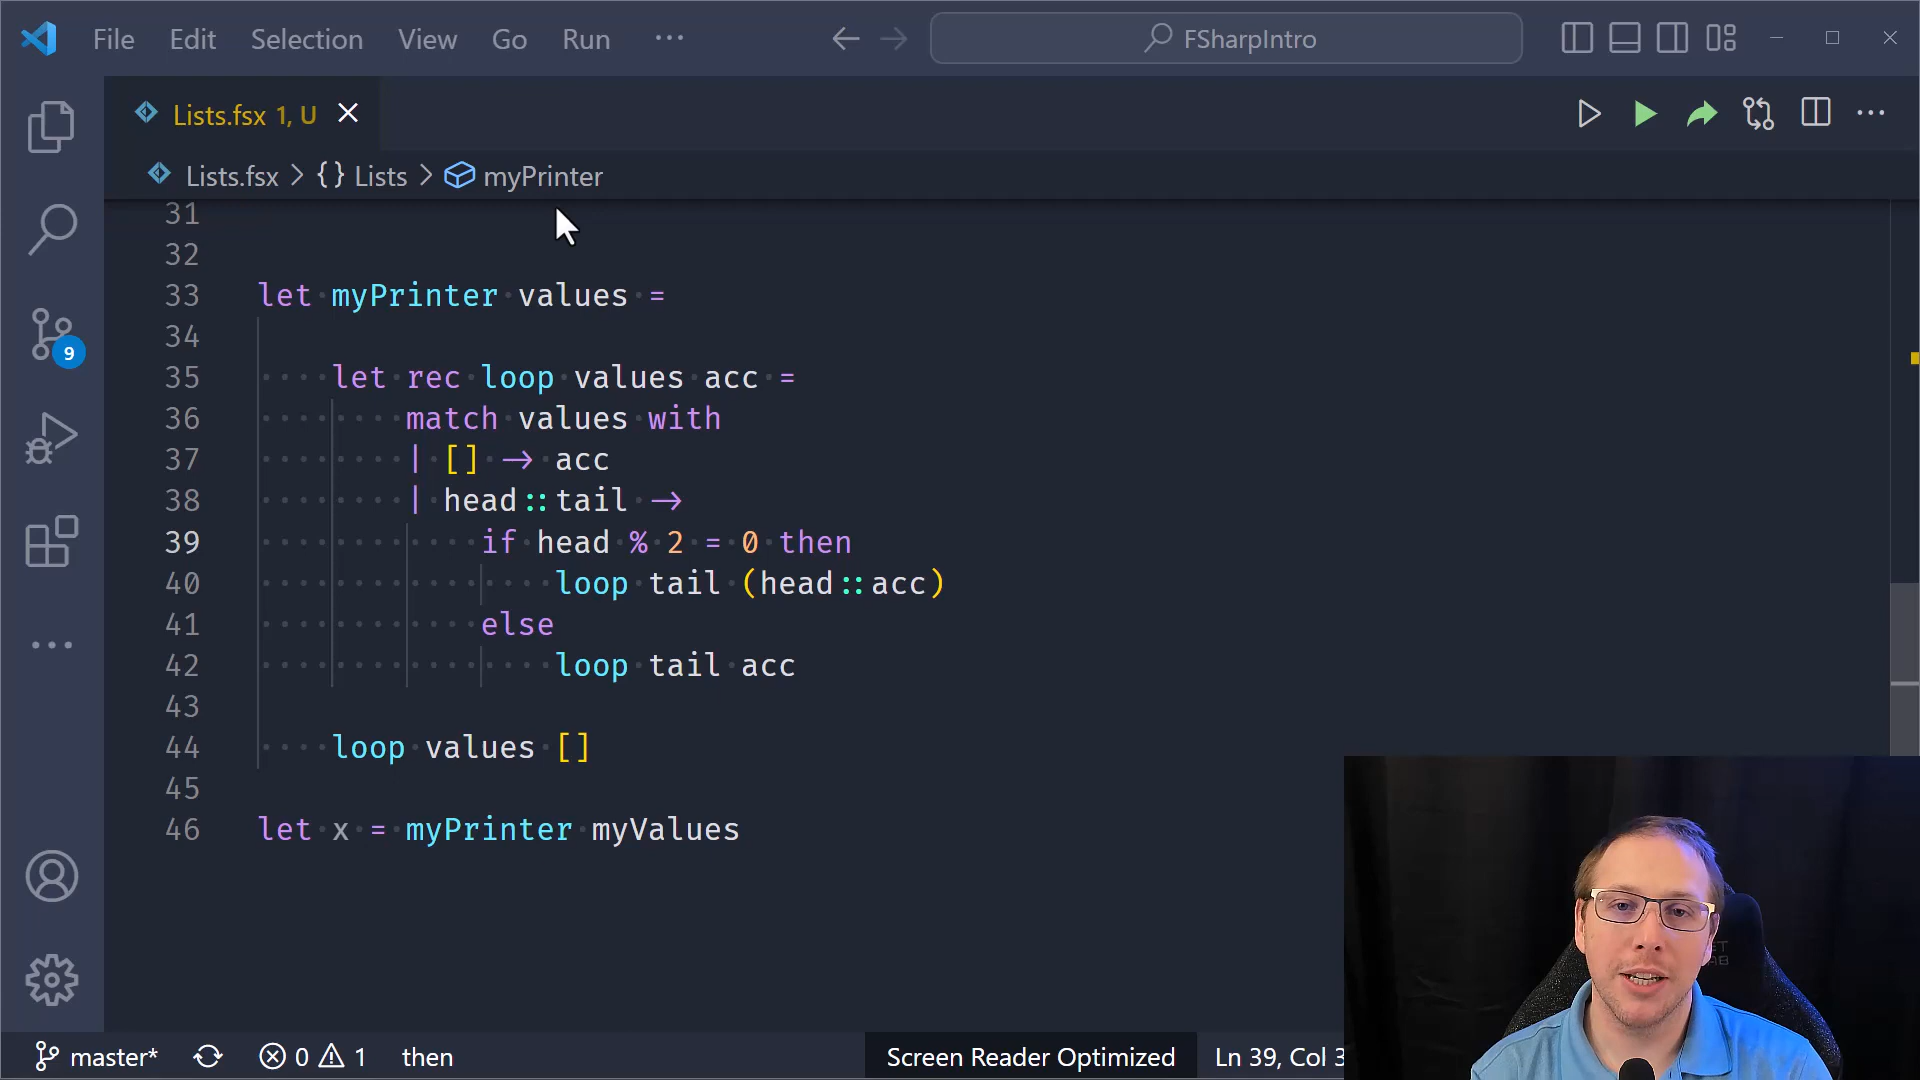 File Edit Selection View Go Run ··· FSharpIntro
Lists.fsx 1, U
Lists.fsx > {} Lists > myPrinter
31
32
33 let myPrinter values =
34
35 let rec loop values acc =
36 match values with
37 | [] -> acc
38 | head::tail ->
39 if head % 2 = 0 then
40 loop tail (head::acc)
41 else
42 loop tail acc
43
44 loop values []
45
46 let x = myPrinter myValues
9
master* 0 1 then Screen Reader Optimized Ln 39, Col 3